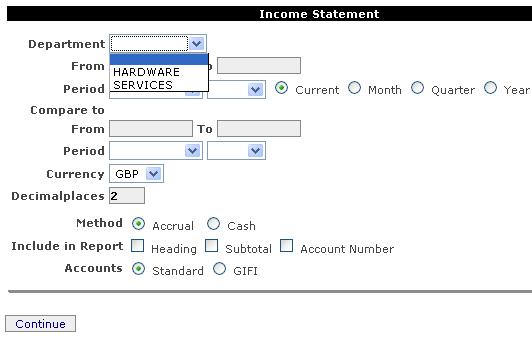 Income Statement
Department
HARDWARE
SERVICES
From o
Period Current Month Quarter Year
Compare to
From To
Period
Currency GBP
Decimalplaces 2
Method Accrual Cash
Include in Report Heading Subtotal Account Number
Accounts Standard GIFI
Continue